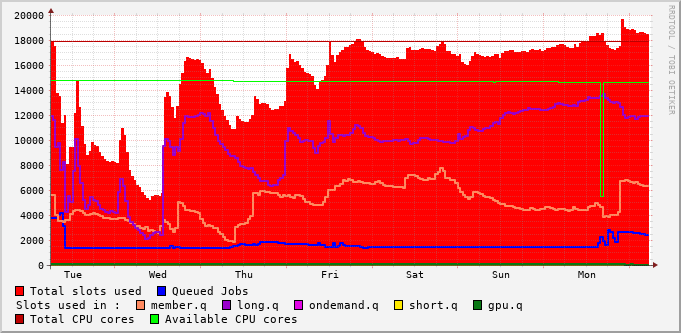 20000
18000
16000
14000
12000
10000
8000
6000
4000
2000
0
Tue Wed Thu Fri Sat Sun Mon
RRDTOOL / TOBI OETIKER
Total slots used Queued Jobs
Slots used in : member.q long.q ondemand.q short.q gpu.q
Total CPU cores Available CPU cores